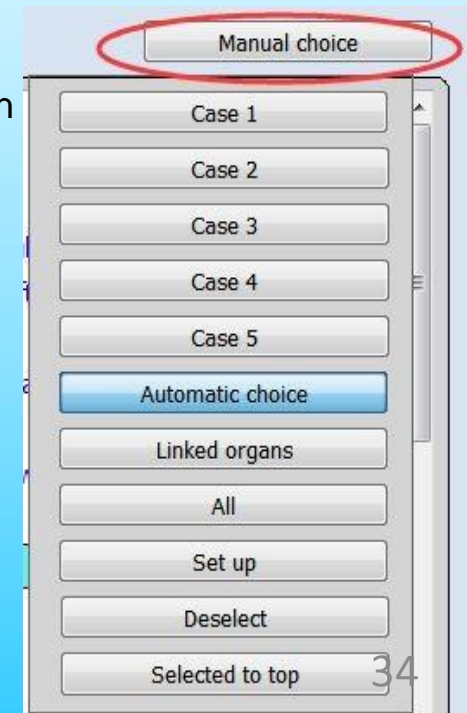 Manual choice
Case 1
Case 2
Case 3
Case 4
Case 5
Automatic choice
Linked organs
All
Set up
Deselect
Selected to top
34